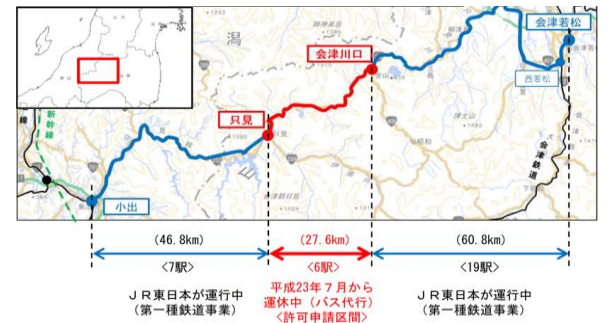 会津若松
会津川口
西若松
只見
新幹線
小出
会津鉄道
(46.8km)
(27.6km)
(60.8km)
<7駅>
<6駅>
<19駅>
ＪＲ東日本が運行中
(第一種鉄道事業)
平成23年７月から
運休中（バス代行）
<許可申請区間>
ＪＲ東日本が運行中
(第一種鉄道事業)